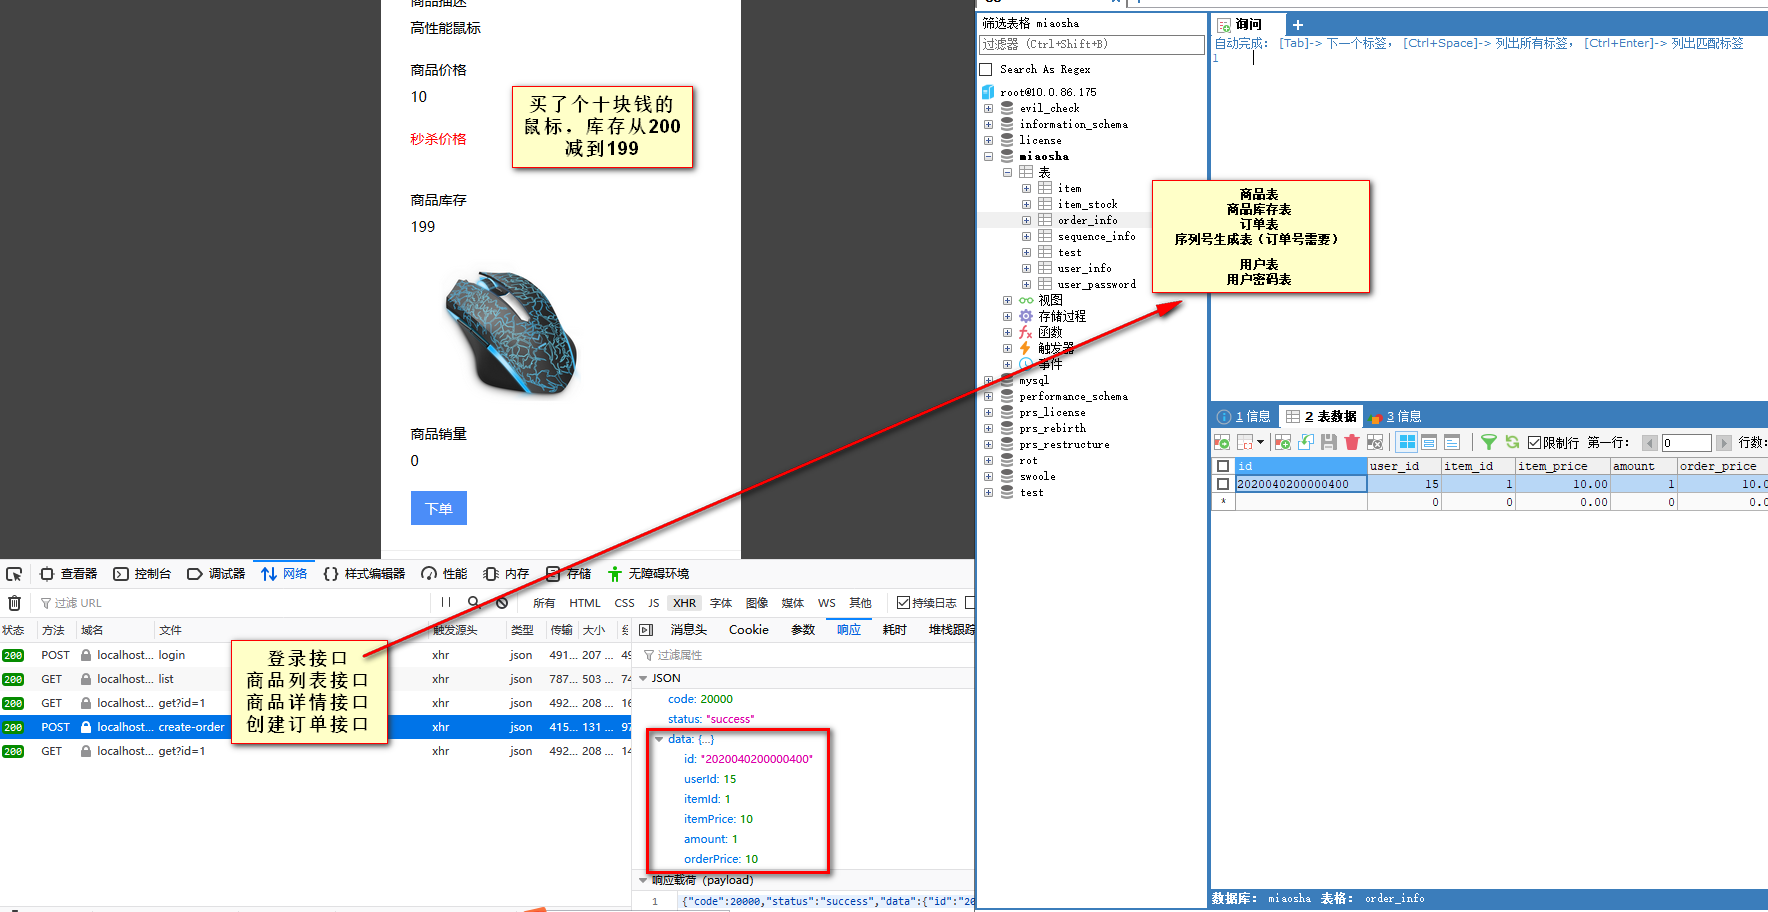 商品描述
高性能鼠标
商品价格
10
秒杀价格
商品库存
199
商品销量
0
下单
买了个十块钱的
鼠标，库存从200
减到199
查看器 控制台 调试器 网络 样式编辑器 性能 内存 存储 无障碍环境
过滤 URL
所有 HTML CSS JS XHR 字体 图像 媒体 WS 其他 持续日志
状态 方法 域名 文件 触发源头 类型 传输 大小
200 POST localhost... login xhr json 491... 207 ... 49
200 GET localhost... list xhr json 787... 503 ... 74
200 GET localhost... get?id=1 xhr json 492... 208 ... 16
200 POST localhost... create-order xhr json 415... 131 ... 97
200 GET localhost... get?id=1 xhr json 492... 208 ... 14
登录接口
商品列表接口
商品详情接口
创建订单接口
消息头 Cookie 参数 响应 耗时 堆栈跟踪
过滤属性
JSON
code: 20000
status: "success"
data: {...}
id: "2020040200000400"
userId: 15
itemId: 1
itemPrice: 10
amount: 1
orderPrice: 10
响应载荷 (payload)
1 {"code":20000,"status":"success","data":{"id":"20
筛选表格 miaosha
过滤器 (Ctrl+Shift+B)
Search As Regex
root@10.0.86.175
evil_check
information_schema
license
miaosha
表
item
item_stock
order_info
sequence_info
test
user_info
user_password
视图
存储过程
函数
触发器
事件
mysql
performance_schema
prs_license
prs_rebirth
prs_restructure
rot
swoole
test
商品表
商品库存表
订单表
序列号生成表（订单号需要）
用户表
用户密码表
询问
自动完成： [Tab]-> 下一个标签， [Ctrl+Space]-> 列出所有标签， [Ctrl+Enter]-> 列出匹配标签
1
1 信息 2 表数据 3 信息
限制行 第一行： 0 行数：
id user_id item_id item_price amount order_price
2020040200000400 15 1 10.00 1 10.0
* 0 0 0.00 0 0.0
数据库： miaosha 表格： order_info